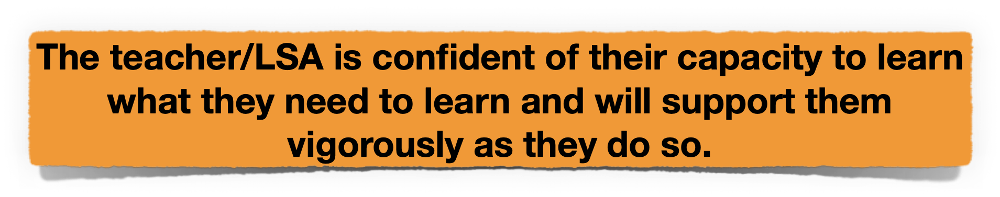 The teacher/LSA is confident of their capacity to learn
what they need to learn and will support them
vigorously as they do so.